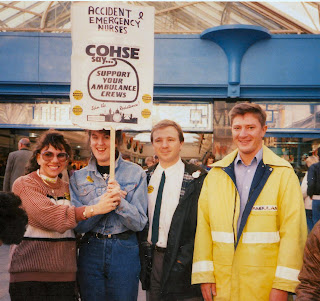 ACCIDENT &
EMERGENCY
NURSES
COHSE
SAY...
SUPPORT
YOUR
AMBULANCE
CREWS